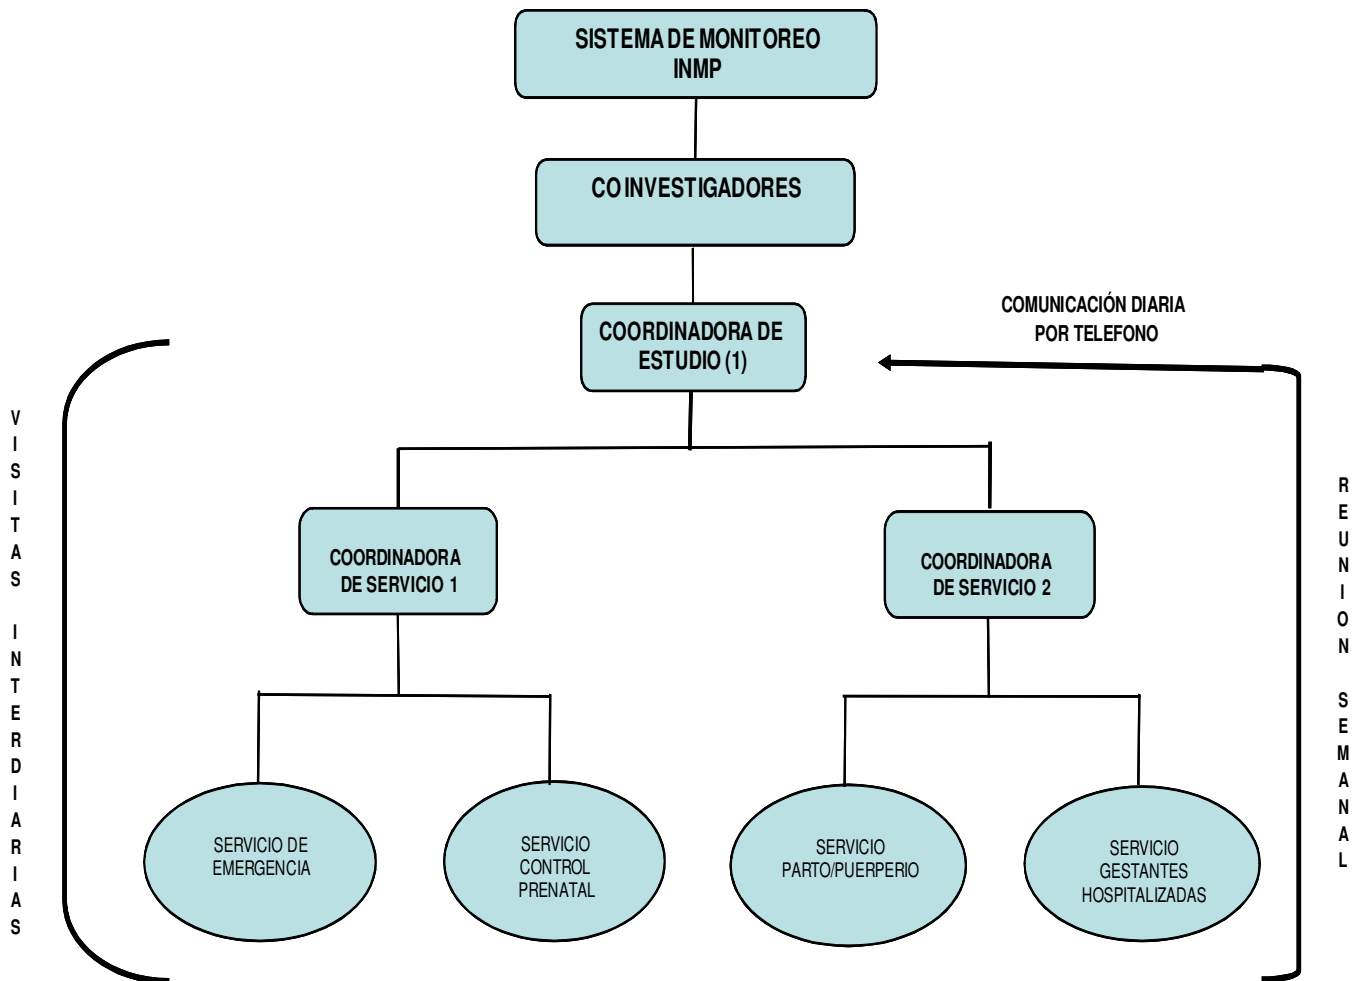 SISTEMA DE MONITOREO
INMP
CO INVESTIGADORES
COORDINADORA DE
ESTUDIO (1)
COMUNICACIÓN DIARIA
POR TELEFONO
VISITAS INTERDIARIAS
REUNION SEMANAL
COORDINADORA
DE SERVICIO 1
COORDINADORA
DE SERVICIO 2
SERVICIO DE
EMERGENCIA
SERVICIO
CONTROL
PRENATAL
SERVICIO
PARTO/PUERPERIO
SERVICIO
GESTANTES
HOSPITALIZADAS